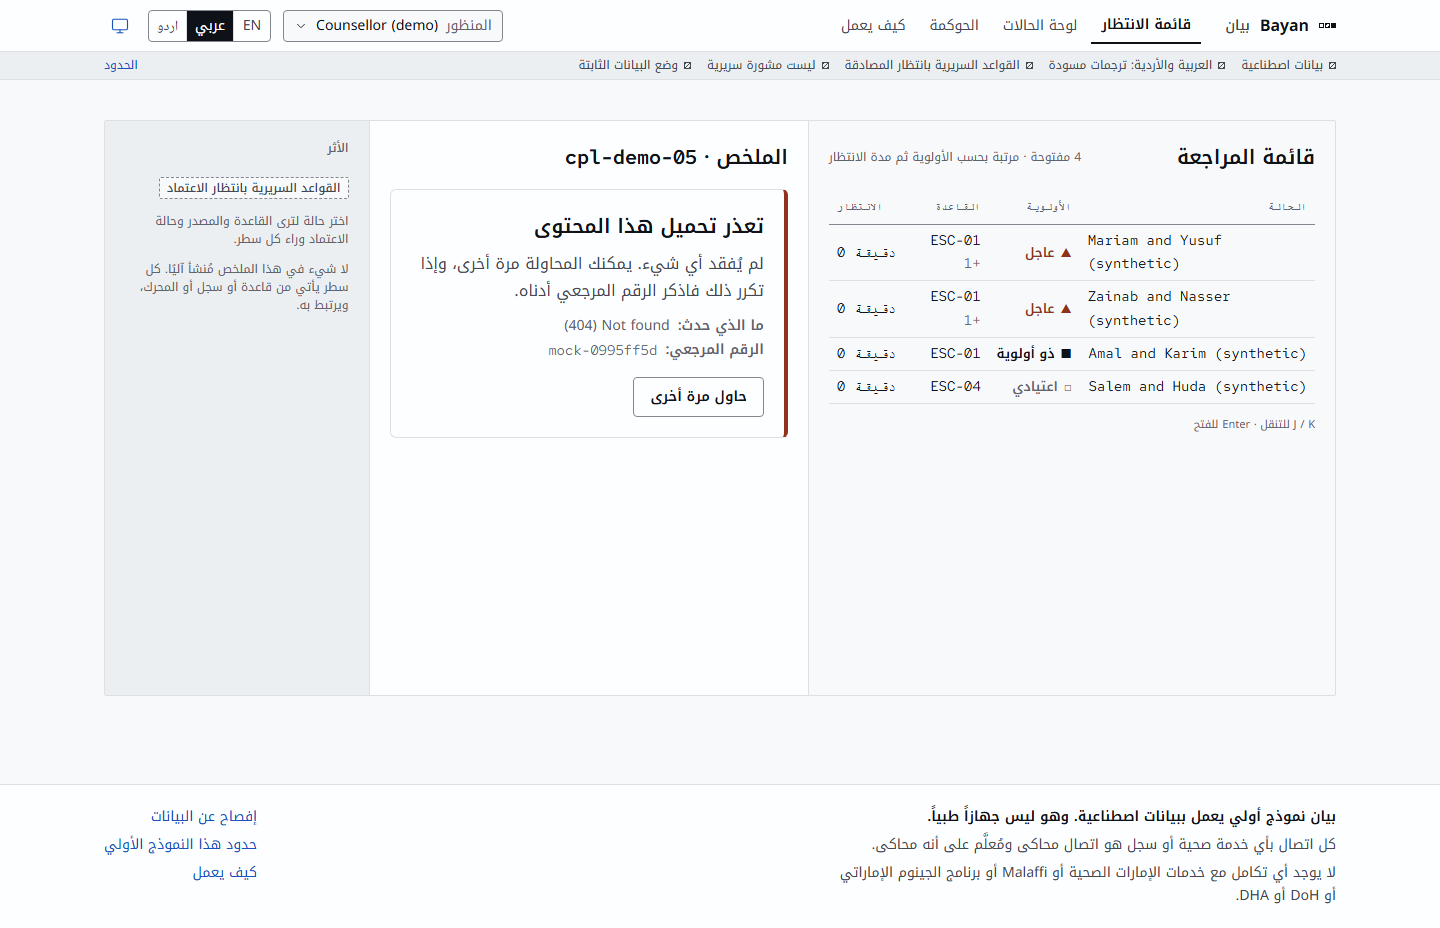 بيان Bayan
قائمة الانتظار
لوحة الحالات
الحوكمة
كيف يعمل
المنظور Counsellor (demo)
EN
عربي
اردو
بيانات اصطناعية
العربية والأردية: ترجمات مسودة
القواعد السريرية بانتظار المصادقة
ليست مشورة سريرية
وضع البيانات الثابتة
الحدود
قائمة المراجعة
4 مفتوحة · مرتبة بحسب الأولوية ثم مدة الانتظار
الحالة الأولوية القاعدة الانتظار
Mariam and Yusuf (synthetic) ▲ عاجل ESC-01 +1 0 دقيقة
Zainab and Nasser (synthetic) ▲ عاجل ESC-01 +1 0 دقيقة
Amal and Karim (synthetic) ■ ذو أولوية ESC-01 0 دقيقة
Salem and Huda (synthetic) □ اعتيادي ESC-04 0 دقيقة
J / K للتنقل · Enter للفتح
الملخص · cpl-demo-05
تعذر تحميل هذا المحتوى
لم يُفقد أي شيء. يمكنك المحاولة مرة أخرى، وإذا
تكرر ذلك فاذكر الرقم المرجعي أدناه.
ما الذي حدث: Not found (404)
الرقم المرجعي: mock-0995ff5d
حاول مرة أخرى
الأثر
القواعد السريرية بانتظار الاعتماد
اختر حالة لترى القاعدة والمصدر وحالة
الاعتماد وراء كل سطر.
لا شيء في هذا الملخص مُنشأ آليًا. كل
سطر يأتي من قاعدة أو سجل أو المحرك،
ويرتبط به.
بيان نموذج أولي يعمل ببيانات اصطناعية. وهو ليس جهازاً طبياً.
كل اتصال بأي خدمة صحية أو سجل هو اتصال محاكى ومُعلَّم على أنه محاكى.
لا يوجد أي تكامل مع خدمات الإمارات الصحية أو Malaffi أو برنامج الجينوم الإماراتي
أو DoH أو DHA.
إفصاح عن البيانات
حدود هذا النموذج الأولي
كيف يعمل